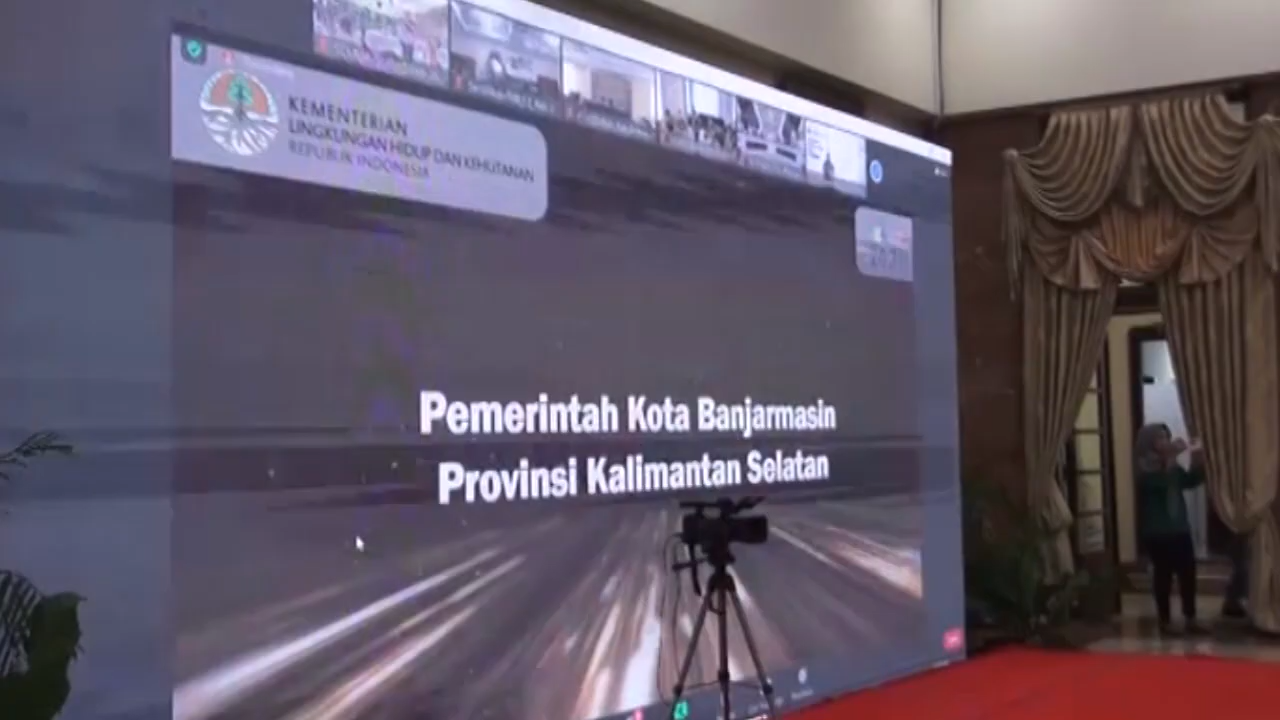 KEMENTERIAN
LINGKUNGAN HIDUP DAN KEHUTANAN
REPUBLIK INDONESIA
Pemerintah Kota Banjarmasin
Provinsi Kalimantan Selatan